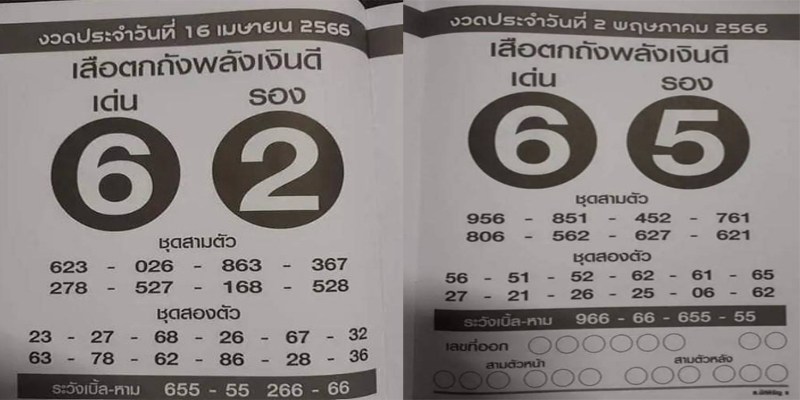 งวดประจำวันที่ 16 เมษายน 2566
เสือตกถังพลังเงินดี
เด่น รอง
6 2
ชุดสามตัว
623 - 026 - 863 - 367
278 - 527 - 168 - 528
ชุดสองตัว
23 - 27 - 68 - 26 - 67 - 32
63 - 78 - 62 - 86 - 28 - 36
ระวังเบิ้ล-หาม 655 - 55 266 - 66
งวดประจำวันที่ 2 พฤษภาคม 2566
เสือตกถังพลังเงินดี
เด่น รอง
6 5
ชุดสามตัว
956 - 851 - 452 - 761
806 - 562 - 627 - 621
ชุดสองตัว
56 - 51 - 52 - 62 - 61 - 65
27 - 21 - 26 - 25 - 06 - 62
ระวังเบิ้ล-หาม 966 - 66 - 655 - 55
เลขที่ออก
สามตัวหน้า สามตัวหลัง